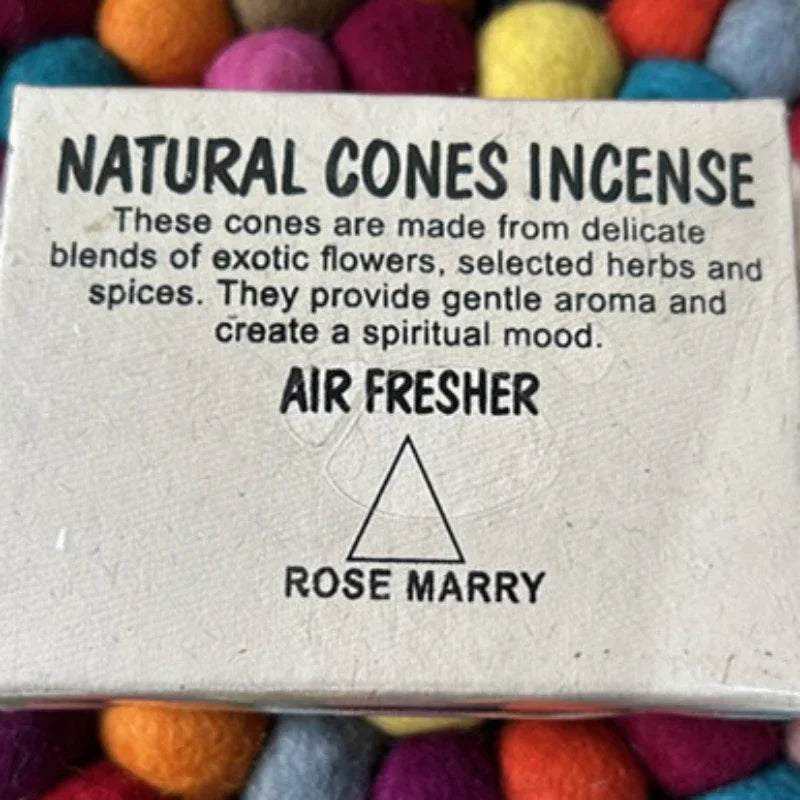 NATURAL CONES INCENSE
These cones are made from delicate
blends of exotic flowers, selected herbs and
spices. They provide gentle aroma and
create a spiritual mood.
AIR FRESHER
ROSE MARRY